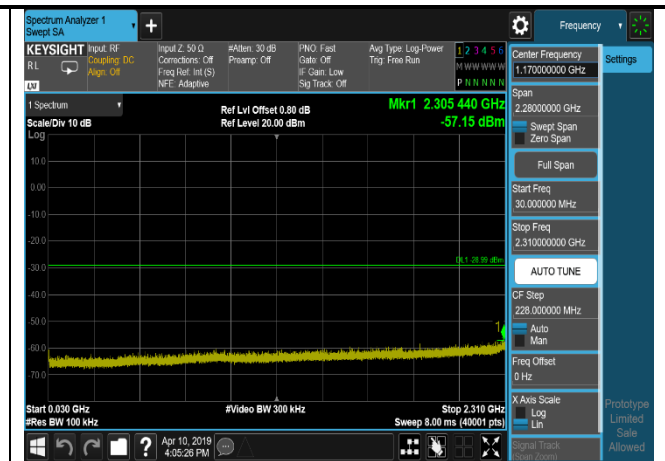 Spectrum Analyzer 1
Swept SA
+
Frequency
KEYSIGHT
RL
LXI
Input: RF
Coupling: DC
Align: Off
Input Z: 50 Ω
Corrections: Off
Freq Ref: Int (S)
NFE: Adaptive
#Atten: 30 dB
Preamp: Off
PNO: Fast
Gate: Off
IF Gain: Low
Sig Track: Off
Avg Type: Log-Power
Trig: Free Run
1 2 3 4 5 6
M W W W W W
P N N N N N
1 Spectrum
Scale/Div 10 dB
Log
Ref Lvl Offset 0.80 dB
Ref Level 20.00 dBm
Mkr1 2.305 440 GHz
-57.15 dBm
10.0
0.00
-10.0
-20.0
DL1 -28.99 dBm
-30.0
-40.0
-50.0
1
-60.0
-70.0
Start 0.030 GHz
#Res BW 100 kHz
#Video BW 300 kHz
Stop 2.310 GHz
Sweep 8.00 ms (40001 pts)
?
Apr 10, 2019
4:05:26 PM
Center Frequency
1.170000000 GHz
Settings
Span
2.28000000 GHz
Swept Span
Zero Span
Full Span
Start Freq
30.000000 MHz
Stop Freq
2.310000000 GHz
AUTO TUNE
CF Step
228.000000 MHz
Auto
Man
Freq Offset
0 Hz
X Axis Scale
Log
Lin
Signal Track
(Span Zoom)
Prototype
Limited
Sale
Allowed